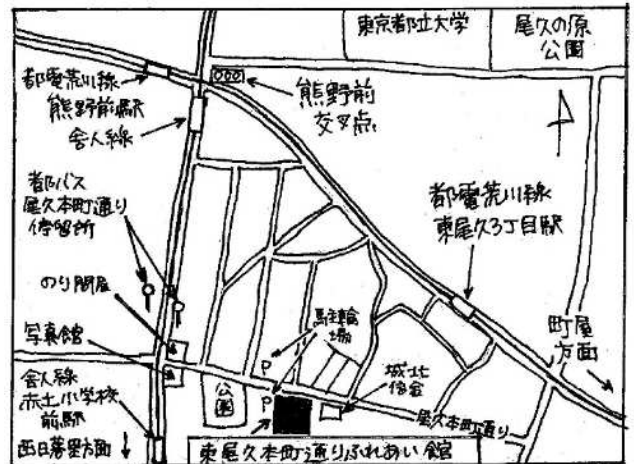 東京都立大学
尾久の原
公園
都電荒川線
熊野前駅
舎人線
熊野前
交叉点
都バス
尾久本町通り
停留所
都電荒川線
東尾久3丁目駅
のり問屋
写真館
駐輪場
P
P
公園
城北
信金
町屋
方面
尾久本町通り
舎人線
赤土小学校
前駅
西日暮里方面
東尾久本町通りふれあい館